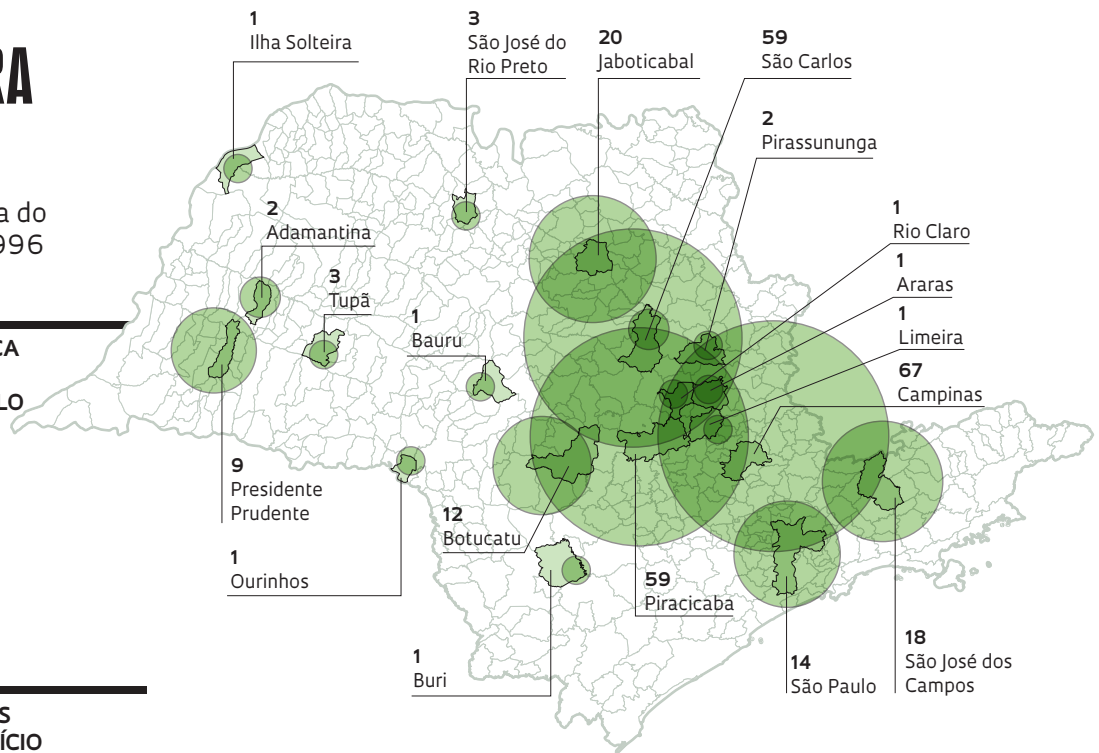 RA
a do
996
CA
LO
S
ÍCIO
1
Ilha Solteira
3
São José do
Rio Preto
20
Jaboticabal
59
São Carlos
2
Pirassununga
1
Rio Claro
1
Araras
1
Limeira
67
Campinas
2
Adamantina
3
Tupã
1
Bauru
9
Presidente
Prudente
1
Ourinhos
12
Botucatu
1
Buri
59
Piracicaba
14
São Paulo
18
São José dos
Campos